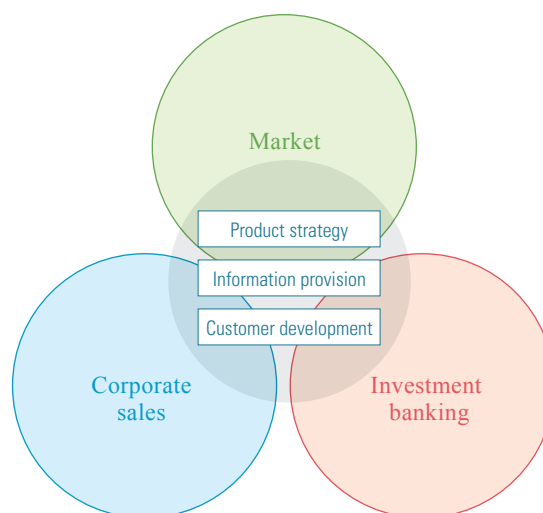 Market
Product strategy
Information provision
Customer development
Corporate
sales
Investment
banking